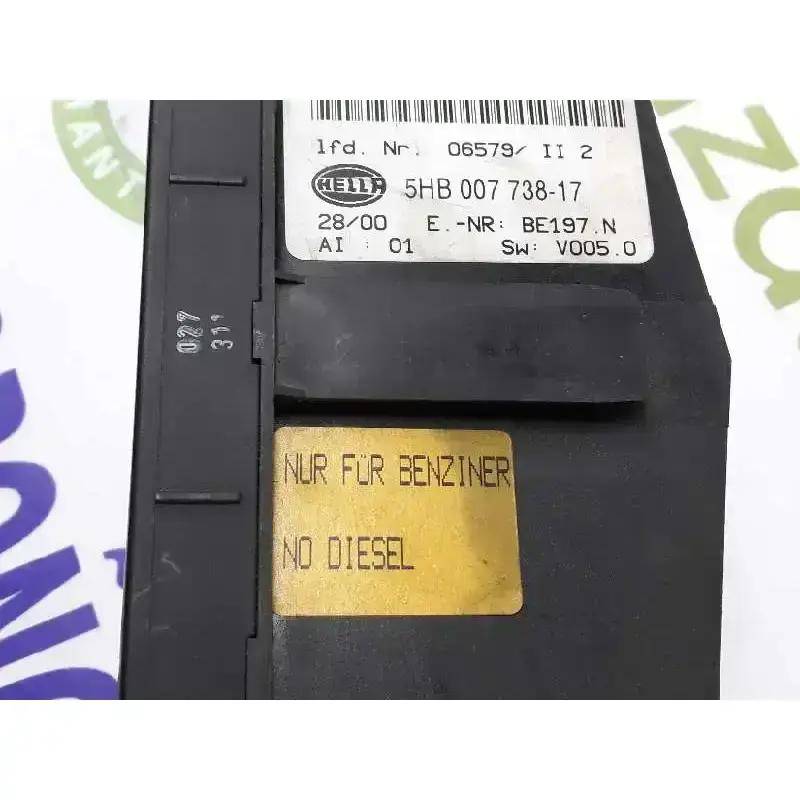 lfd. Nr. 06579/ II 2
HELLA 5HB 007 738-17
28/00 E.-NR: BE197.N
AI : 01 SW: V005.0
027
311
NUR FÜR BENZINER
NO DIESEL